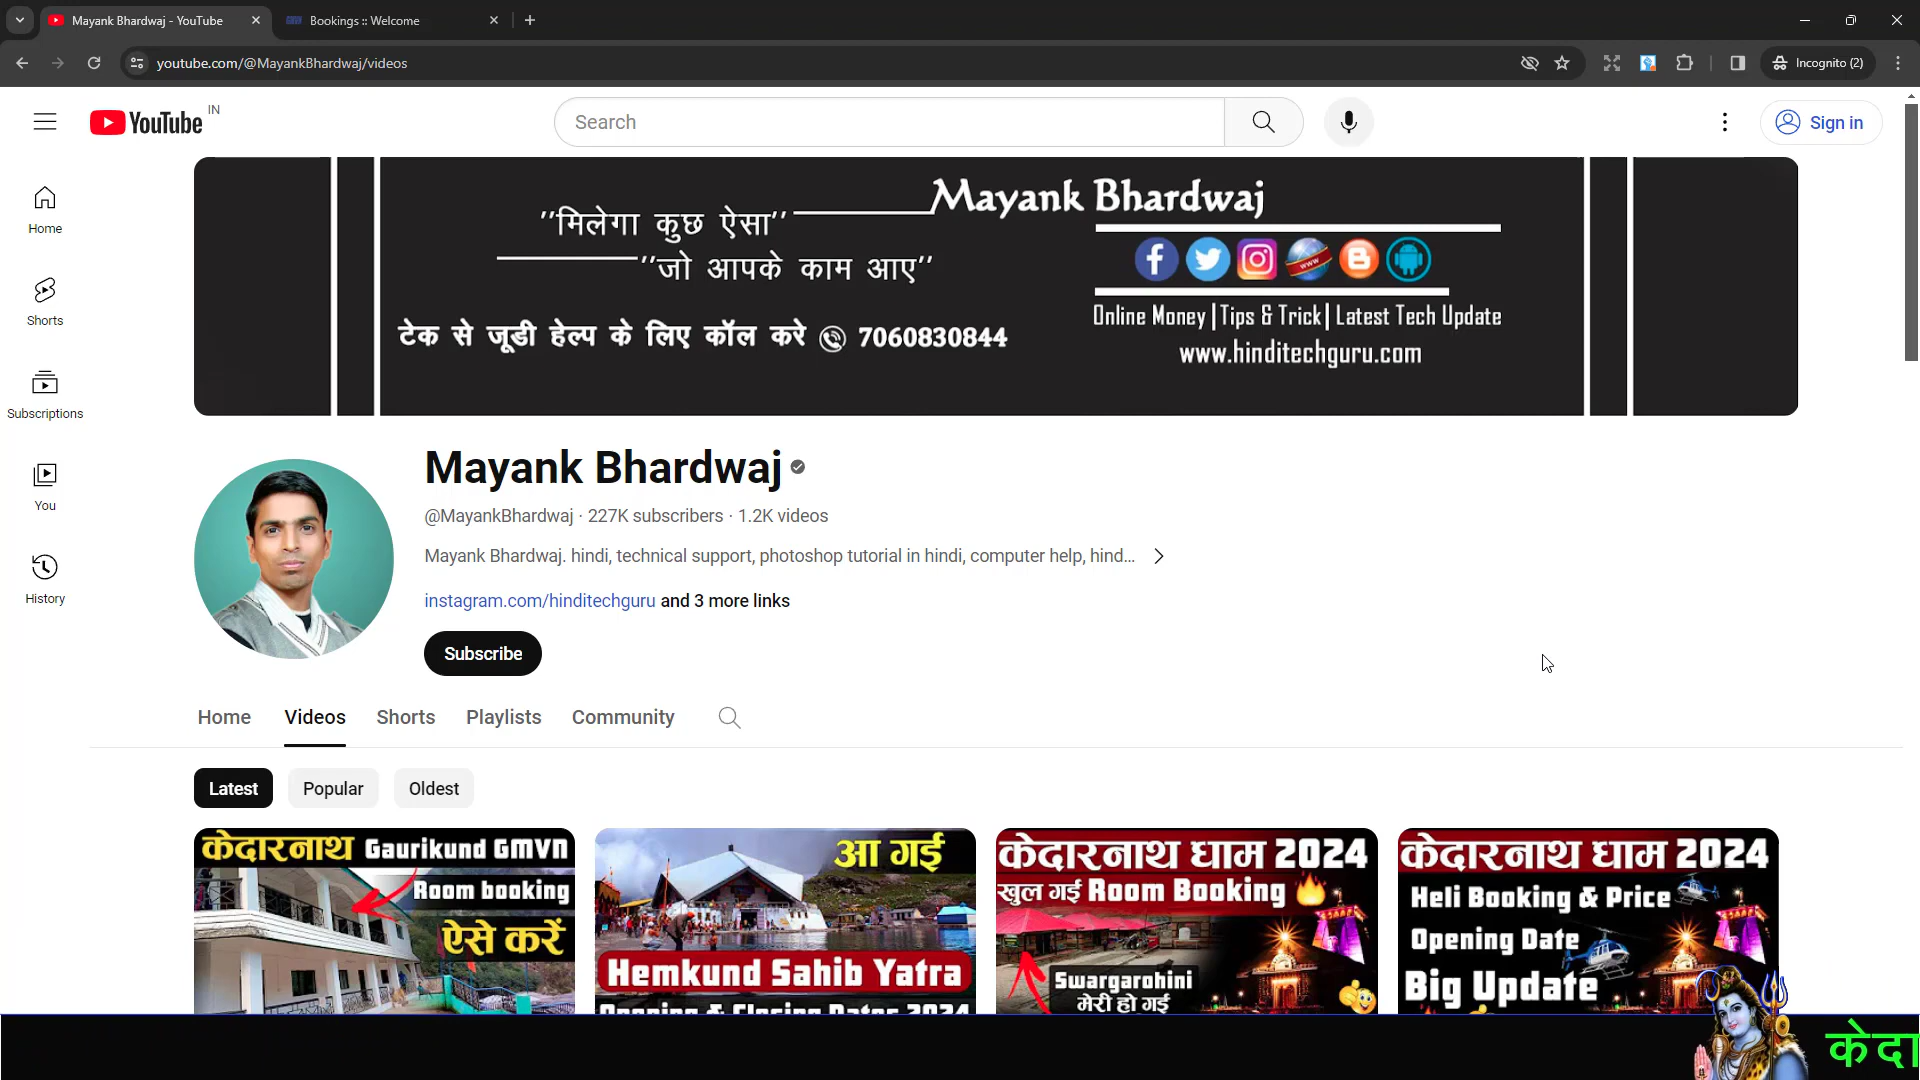 Mayank Bhardwaj - YouTube
Bookings :: Welcome
youtube.com/@MayankBhardwaj/videos
Incognito (2)
YouTube IN
Search
Sign in
Home
Shorts
Subscriptions
You
History
Mayank Bhardwaj
''मिलेगा कुछ ऐसा''
''जो आपके काम आए''
टेक से जूडी हेल्प के लिए कॉल करे 7060830844
www
Online Money | Tips & Trick | Latest Tech Update
www.hinditechguru.com
Mayank Bhardwaj
@MayankBhardwaj · 227K subscribers · 1.2K videos
Mayank Bhardwaj. hindi, technical support, photoshop tutorial in hindi, computer help, hind...
instagram.com/hinditechguru and 3 more links
Subscribe
Home Videos Shorts Playlists Community
Latest Popular Oldest
केदारनाथ Gaurikund GMVN
Room booking
ऐसे करें
आ गई
Hemkund Sahib Yatra
Opening & Closing Dates 2024
केदारनाथ धाम 2024
खुल गई Room Booking
Swargarohini
मेरी हो गई
केदारनाथ धाम 2024
Heli Booking & Price
Opening Date
Big Update
केदा